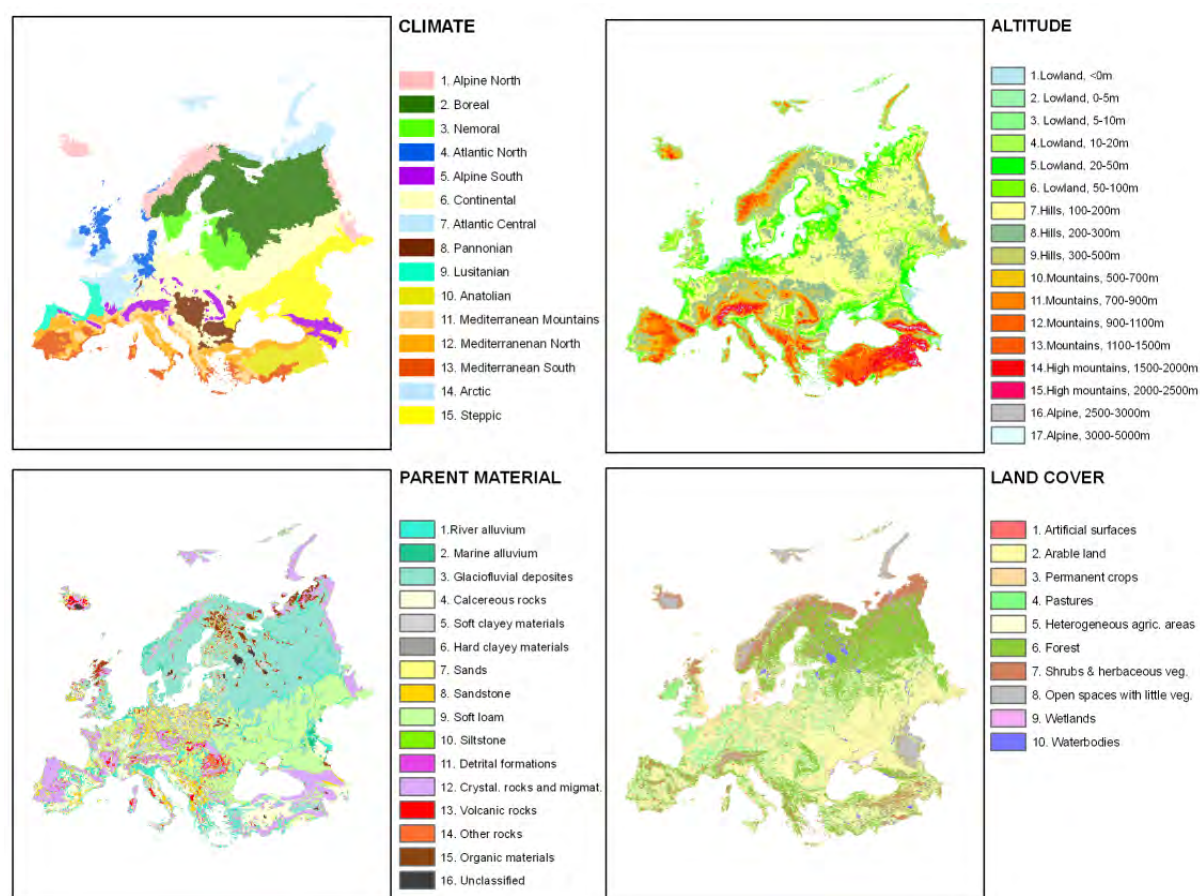 CLIMATE
1. Alpine North
2. Boreal
3. Nemoral
4. Atlantic North
5. Alpine South
6. Continental
7. Atlantic Central
8. Pannonian
9. Lusitanian
10. Anatolian
11. Mediterranean Mountains
12. Mediterranenan North
13. Mediterranean South
14. Arctic
15. Steppic
ALTITUDE
1.Lowland, <0m
2. Lowland, 0-5m
3. Lowland, 5-10m
4. Lowland, 10-20m
5. Lowland, 20-50m
6. Lowland, 50-100m
7.Hills, 100-200m
8.Hills, 200-300m
9.Hills, 300-500m
10.Mountains, 500-700m
11.Mountains, 700-900m
12.Mountains, 900-1100m
13.Mountains, 1100-1500m
14.High mountains, 1500-2000m
15.High mountains, 2000-2500m
16.Alpine, 2500-3000m
17.Alpine, 3000-5000m
PARENT MATERIAL
1.River alluvium
2. Marine alluvium
3. Glaciofluvial deposites
4. Calcereous rocks
5. Soft clayey materials
6. Hard clayey materials
7. Sands
8. Sandstone
9. Soft loam
10. Siltstone
11. Detrital formations
12. Crystal. rocks and migmat.
13. Volcanic rocks
14. Other rocks
15. Organic materials
16. Unclassified
LAND COVER
1. Artificial surfaces
2. Arable land
3. Permanent crops
4. Pastures
5. Heterogeneous agric. areas
6. Forest
7. Shrubs & herbaceous veg.
8. Open spaces with little veg.
9. Wetlands
10. Waterbodies